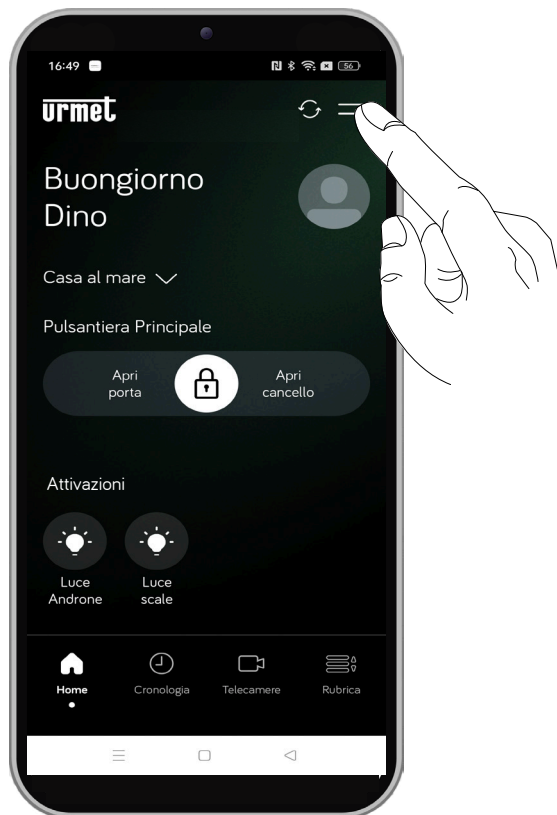 16:49
56
urmet
Buongiorno
Dino
Casa al mare
Pulsantiera Principale
Apri
porta
Apri
cancello
Attivazioni
Luce
Androne
Luce
scale
Home
Cronologia
Telecamere
Rubrica